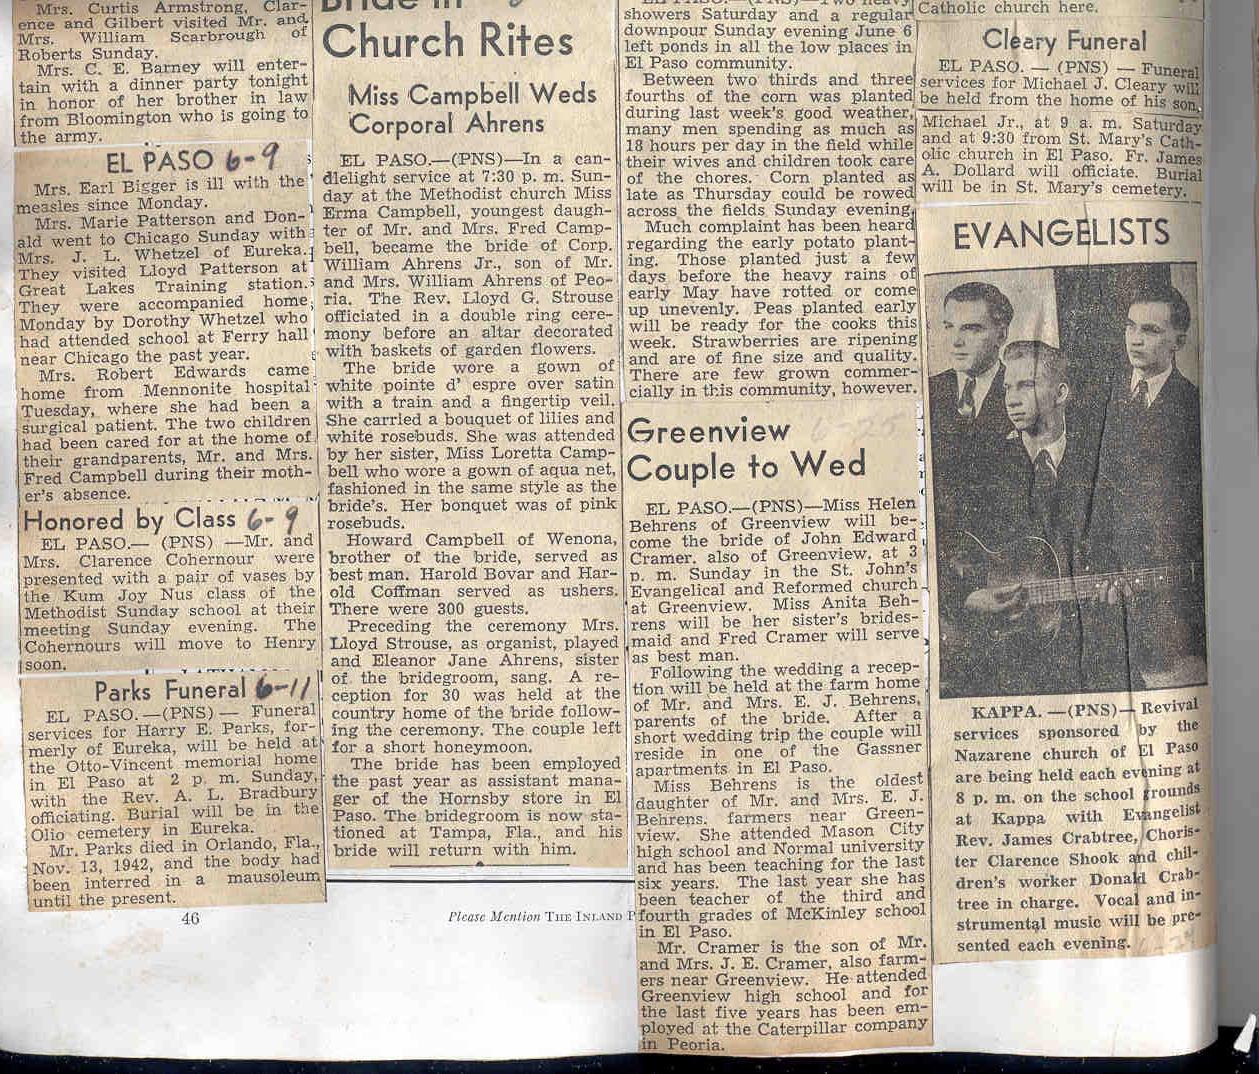 Mrs. Curtis Armstrong, Clar-
ence and Gilbert visited Mr. and
Mrs. William Scarbrough of
Roberts Sunday.
Mrs. C. E. Barney will enter-
tain with a dinner party tonight
in honor of her brother in law
from Bloomington who is going to
the army.
EL PASO 6-9
Mrs. Earl Bigger is ill with the
measles since Monday.
Mrs. Marie Patterson and Don-
ald went to Chicago Sunday with
Mrs. J. L. Whetzel of Eureka.
They visited Lloyd Patterson at
Great Lakes Training station.
They were accompanied home
Monday by Dorothy Whetzel who
had attended school at Ferry hall
near Chicago the past year.
Mrs. Robert Edwards came
home from Mennonite hospital
Tuesday, where she had been a
surgical patient. The two children
had been cared for at the home of
their grandparents, Mr. and Mrs.
Fred Campbell during their moth-
er's absence.
Honored by Class 6-9
EL PASO.— (PNS) —Mr. and
Mrs. Clarence Cohernour were
presented with a pair of vases by
the Kum Joy Nus class of the
Methodist Sunday school at their
meeting Sunday evening. The
Cohernours will move to Henry
soon.
Parks Funeral 6-11
EL PASO.—(PNS) — Funeral
services for Harry E. Parks, for-
merly of Eureka, will be held at
the Otto-Vincent memorial home
in El Paso at 2 p. m. Sunday,
with the Rev. A. L. Bradbury
officiating. Burial will be in the
Olio cemetery in Eureka.
Mr. Parks died in Orlando, Fla.,
Nov. 13, 1942, and the body had
been interred in a mausoleum
until the present.
46
Bride in
Church Rites
Miss Campbell Weds
Corporal Ahrens
EL PASO.—(PNS)—In a can-
dlelight service at 7:30 p. m. Sun-
day at the Methodist church Miss
Erma Campbell, youngest daugh-
ter of Mr. and Mrs. Fred Camp-
bell, became the bride of Corp.
William Ahrens Jr., son of Mr.
and Mrs. William Ahrens of Peo-
ria. The Rev. Lloyd G. Strouse
officiated in a double ring cere-
mony before an altar decorated
with baskets of garden flowers.
The bride wore a gown of
white pointe d' espre over satin
with a train and a fingertip veil.
She carried a bouquet of lilies and
white rosebuds. She was attended
by her sister, Miss Loretta Camp-
bell who wore a gown of aqua net,
fashioned in the same style as the
bride's. Her bonquet was of pink
rosebuds.
Howard Campbell of Wenona,
brother of the bride, served as
best man. Harold Bovar and Har-
old Coffman served as ushers.
There were 300 guests.
Preceding the ceremony Mrs.
Lloyd Strouse, as organist, played
and Eleanor Jane Ahrens, sister
of the bridegroom, sang. A re-
ception for 30 was held at the
country home of the bride follow-
ing the ceremony. The couple left
for a short honeymoon.
The bride has been employed
the past year as assistant mana-
ger of the Hornsby store in El
Paso. The bridegroom is now sta-
tioned at Tampa, Fla., and his
bride will return with him.
Please Mention THE INLAND P
EL PASO.—(PNS)—Two heavy
showers Saturday and a regular
downpour Sunday evening June 6
left ponds in all the low places in
El Paso community.
Between two thirds and three
fourths of the corn was planted
during last week's good weather,
many men spending as much as
18 hours per day in the field while
their wives and children took care
of the chores. Corn planted as
late as Thursday could be rowed
across the fields Sunday evening.
Much complaint has been heard
regarding the early potato plant-
ing. Those planted just a few
days before the heavy rains of
early May have rotted or come
up unevenly. Peas planted early
will be ready for the cooks this
week. Strawberries are ripening
and are of fine size and quality.
There are few grown commer-
cially in this community, however.
Greenview 6-25
Couple to Wed
EL PASO.—(PNS)—Miss Helen
Behrens of Greenview will be-
come the bride of John Edward
Cramer, also of Greenview, at 3
p. m. Sunday in the St. John's
Evangelical and Reformed church
at Greenview. Miss Anita Beh-
rens will be her sister's brides-
maid and Fred Cramer will serve
as best man.
Following the wedding a recep-
tion will be held at the farm home
of Mr. and Mrs. E. J. Behrens,
parents of the bride. After a
short wedding trip the couple will
reside in one of the Gassner
apartments in El Paso.
Miss Behrens is the oldest
daughter of Mr. and Mrs. E. J.
Behrens, farmers near Green-
view. She attended Mason City
high school and Normal university
and has been teaching for the last
six years. The last year she has
been teacher of the third and
fourth grades of McKinley school
in El Paso.
Mr. Cramer is the son of Mr.
and Mrs. J. E. Cramer, also farm-
ers near Greenview. He attended
Greenview high school and for
the last five years has been em-
ployed at the Caterpillar company
in Peoria.
Catholic church here.
Cleary Funeral
EL PASO. — (PNS) — Funeral
services for Michael J. Cleary will
be held from the home of his son,
Michael Jr., at 9 a. m. Saturday
and at 9:30 from St. Mary's Cath-
olic church in El Paso. Fr. James
A. Dollard will officiate. Burial
will be in St. Mary's cemetery.
EVANGELISTS
KAPPA. —(PNS)— Revival
services sponsored by the
Nazarene church of El Paso
are being held each evening at
8 p. m. on the school grounds
at Kappa with Evangelist
Rev. James Crabtree, Choris-
ter Clarence Shook and chil-
dren's worker Donald Crab-
tree in charge. Vocal and in-
strumental music will be pre-
sented each evening.